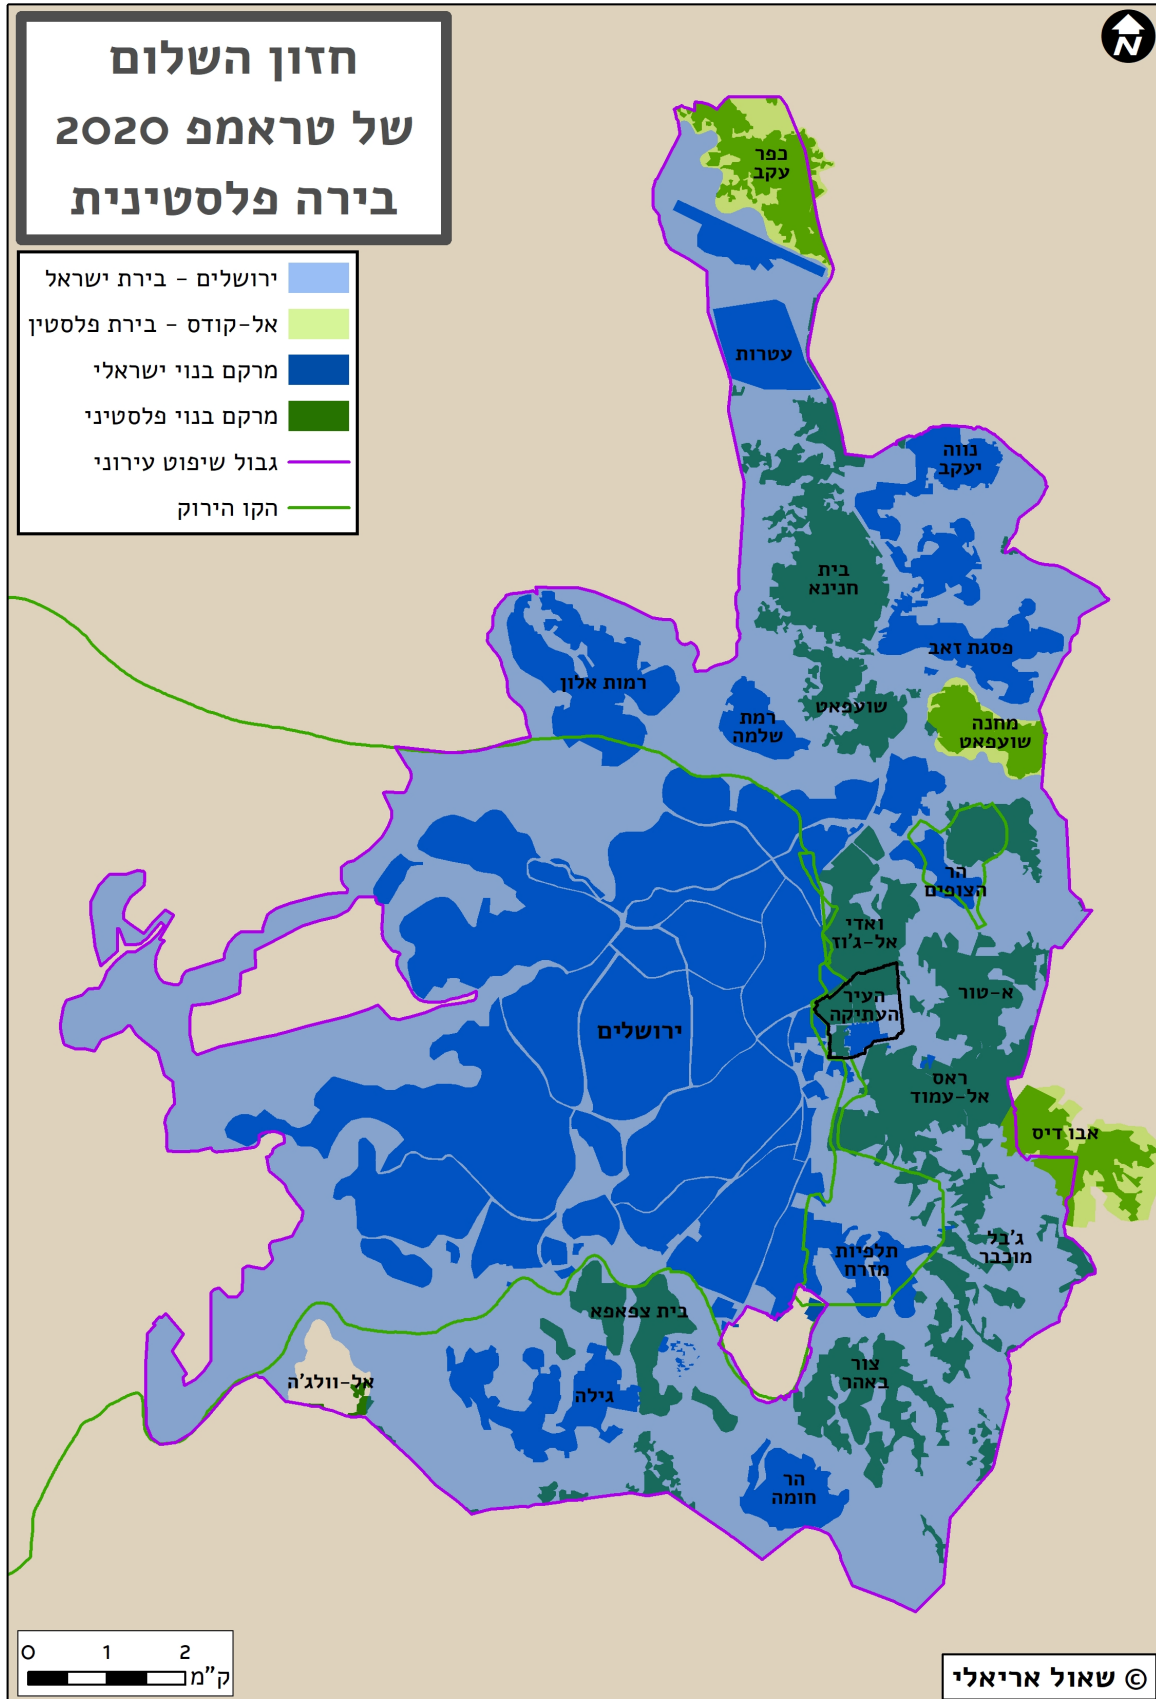 חזון השלום
של טראמפ 2020
בירה פלסטינית
N
ירושלים - בירת ישראל
אל-קודס - בירת פלסטין
מרקם בנוי ישראלי
מרקם בנוי פלסטיני
גבול שיפוט עירוני
הקו הירוק
כפר
עקב
עטרות
נווה
יעקב
בית
חנינא
פסגת זאב
רמות אלון
רמת
שלמה
שועפאט
מחנה
שועפאט
הר
הצופים
ואדי
אל-ג'וז
העיר
העתיקה
א-טור
ירושלים
ראס
אל-עמוד
אבו דיס
ג'בל
מוכבר
תלפיות
מזרח
בית צפאפא
צור
באהר
אל-וולג'ה
גילה
הר
חומה
0 1 2
ק"מ
© שאול אריאלי